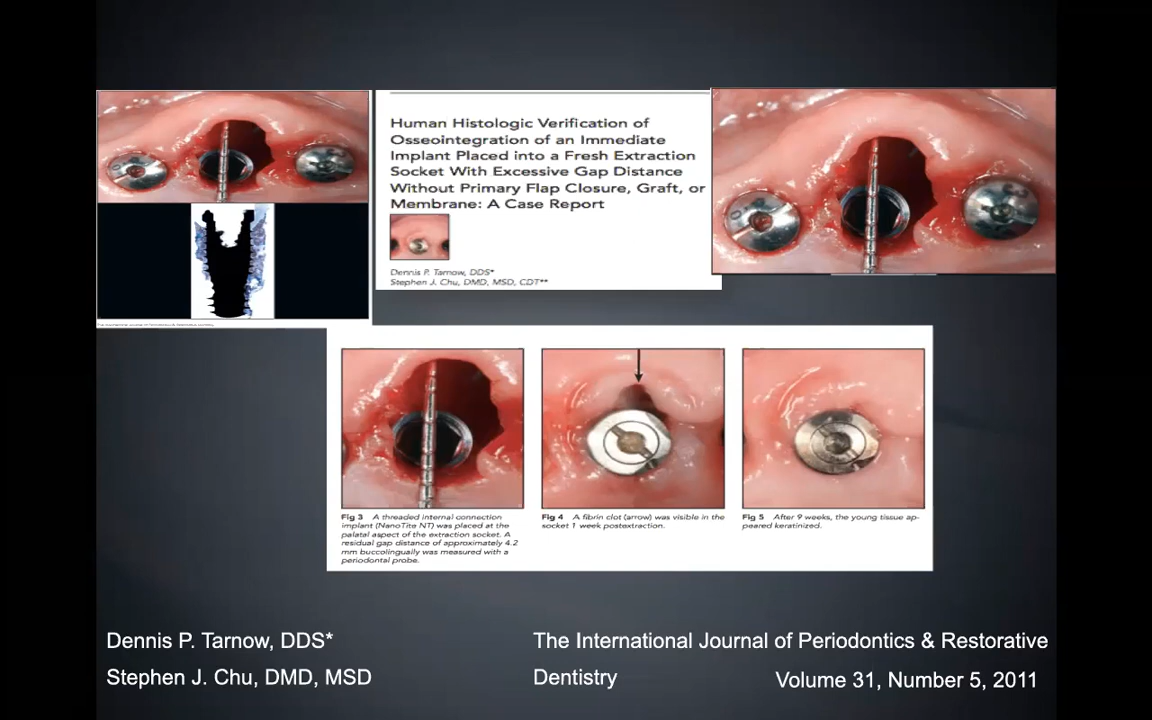 Human Histologic Verification of
Osseointegration of an Immediate
Implant Placed into a Fresh Extraction
Socket With Excessive Gap Distance
Without Primary Flap Closure, Graft, or
Membrane: A Case Report
Dennis P. Tarnow, DDS*
Stephen J. Chu, DMD, MSD, CDT**
Fig 3 A threaded internal connection
implant (NanoTite NT) was placed at the
palatal aspect of the extraction socket. A
residual gap distance of approximately 4.2
mm buccolingually was measured with a
periodontal probe.
Fig 4 A fibrin clot (arrow) was visible in the
socket 1 week postextraction.
Fig 5 After 9 weeks, the young tissue ap-
peared keratinized.
Dennis P. Tarnow, DDS*
Stephen J. Chu, DMD, MSD
The International Journal of Periodontics & Restorative
Dentistry
Volume 31, Number 5, 2011